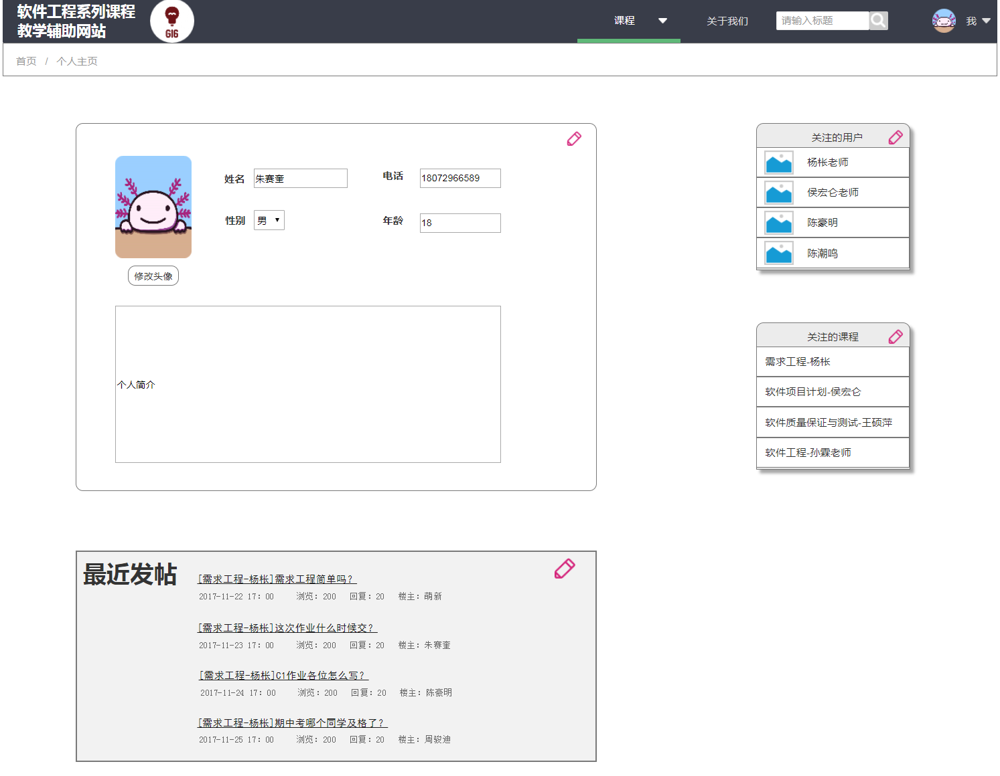 软件工程系列课程
教学辅助网站
G16
课程
关于我们
请输入标题
我
首页 / 个人主页
姓名 朱赛奎
电话 18072966589
性别 男
年龄 18
修改头像
个人简介
关注的用户
杨枨老师
侯宏仑老师
陈豪明
陈潮鸣
关注的课程
需求工程-杨枨
软件项目计划-侯宏仑
软件质量保证与测试-王硕萍
软件工程-孙霖老师
最近发帖
[需求工程-杨枨]需求工程简单吗?
2017-11-22 17: 00 浏览: 200 回复: 20 楼主: 萌新
[需求工程-杨枨]这次作业什么时候交?
2017-11-23 17: 00 浏览: 200 回复: 20 楼主: 朱赛奎
[需求工程-杨枨]C1作业各位怎么写?
2017-11-24 17: 00 浏览: 200 回复: 20 楼主: 陈豪明
[需求工程-杨枨]期中考哪个同学及格了?
2017-11-25 17: 00 浏览: 200 回复: 20 楼主: 周骏迪